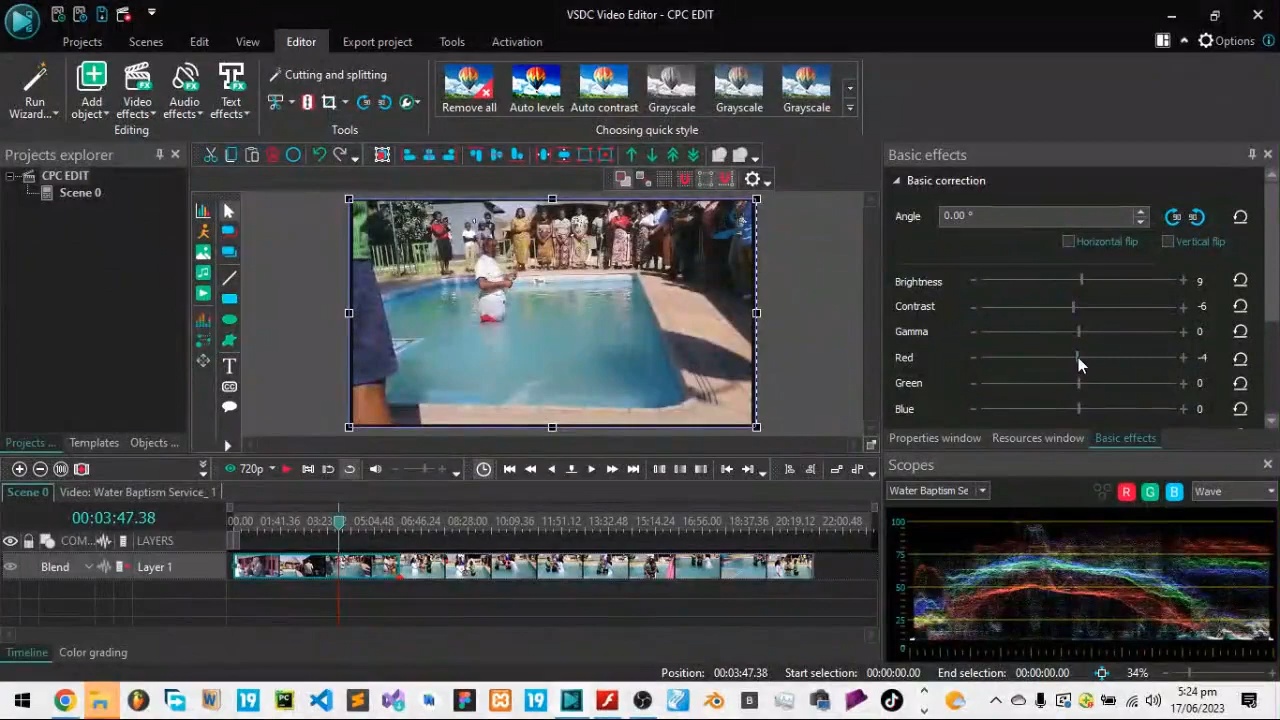 VSDC Video Editor - CPC EDIT
Projects Scenes Edit View Editor Export project Tools Activation Options
Run Wizard... Add object Video effects Audio effects Text effects
Editing
Cutting and splitting
Tools
Remove all Auto levels Auto contrast Grayscale Grayscale Grayscale
Choosing quick style
Projects explorer
CPC EDIT
Scene 0
Basic effects
Basic correction
Angle 0.00 °
90 90
Horizontal flip Vertical flip
Brightness 9
Contrast -6
Gamma 0
Red -4
Green 0
Blue 0
Projects ... Templates Objects ...
Properties window Resources window Basic effects
720p
Scene 0 Video: Water Baptism Service_1
00:03:47.38
00.00 01:41.36 03:23 05:04.48 06:46.24 08:28.00 10:09.36 11:51.12 13:32.48 15:14.24 16:56.00 18:37.36 20:19.12 22:00.48
COM... LAYERS
Blend Layer 1
Scopes
Water Baptism Se R G B Wave
100
75
50
25
0
Timeline Color grading
Position: 00:03:47.38 Start selection: 00:00:00.00 End selection: 00:00:00.00 34%
5:24 pm
17/06/2023